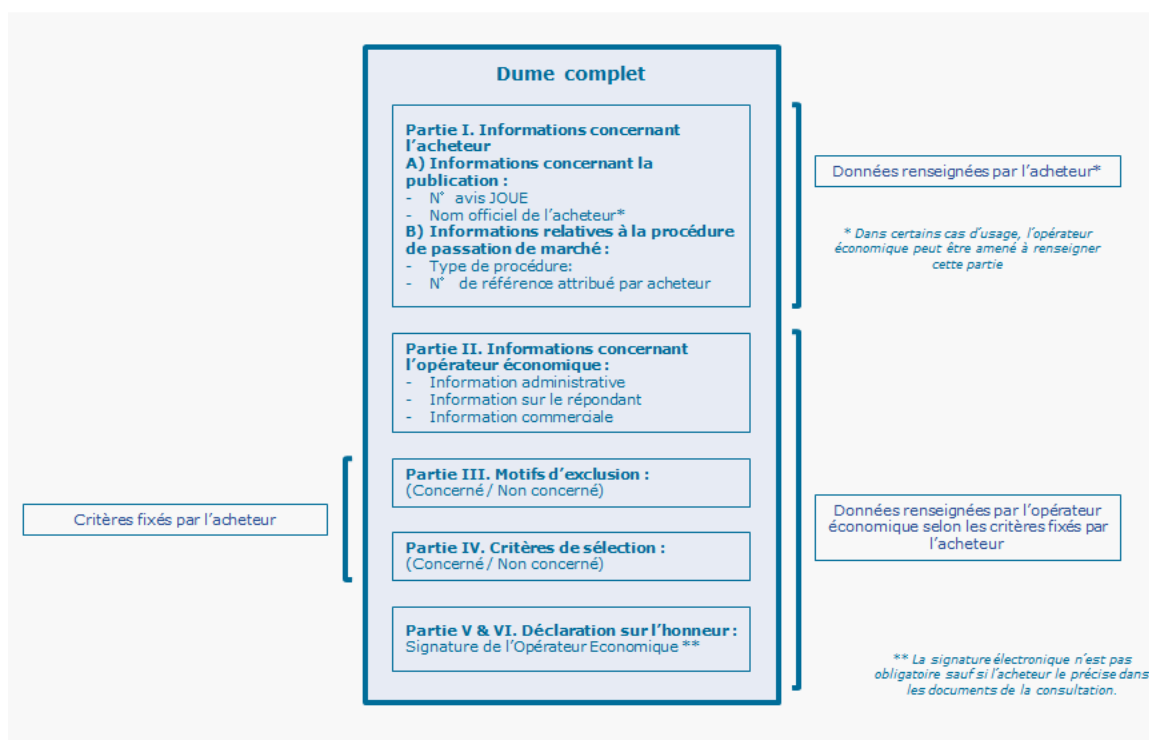 Dume complet
Partie I. Informations concernant
l'acheteur
A) Informations concernant la
publication :
- N° avis JOUE
- Nom officiel de l'acheteur*
B) Informations relatives à la procédure
de passation de marché :
- Type de procédure:
- N° de référence attribué par acheteur
Données renseignées par l'acheteur*
* Dans certains cas d'usage, l'opérateur
économique peut être amené à renseigner
cette partie
Partie II. Informations concernant
l'opérateur économique :
- Information administrative
- Information sur le répondant
- Information commerciale
Partie III. Motifs d'exclusion :
(Concerné / Non concerné)
Critères fixés par l'acheteur
Partie IV. Critères de sélection :
(Concerné / Non concerné)
Données renseignées par l'opérateur
économique selon les critères fixés par
l'acheteur
Partie V & VI. Déclaration sur l'honneur :
Signature de l'Opérateur Economique **
** La signature électronique n'est pas
obligatoire sauf si l'acheteur le précise dans
les documents de la consultation.